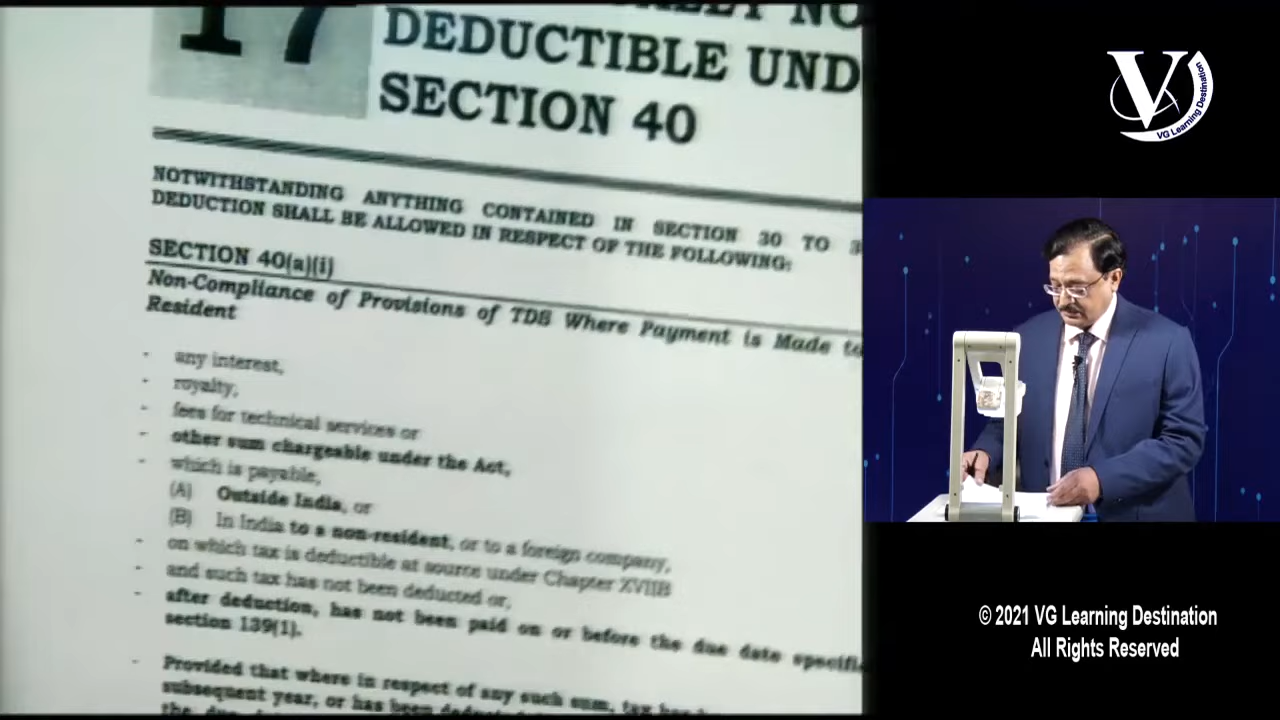 17
DEDUCTIBLE UND
SECTION 40
NOTWITHSTANDING ANYTHING CONTAINED IN SECTION 30 TO 3
DEDUCTION SHALL BE ALLOWED IN RESPECT OF THE FOLLOWING:
SECTION 40(a)(i)
Non-Compliance of Provisions of TDS Where Payment is Made to
Resident
- any interest,
- royalty,
- fees for technical services or
- other sum chargeable under the Act,
- which is payable,
(A) Outside India, or
(B) In India to a non-resident, or to a foreign company,
- on which tax is deductible at source under Chapter XVIIB
- and such tax has not been deducted or,
- after deduction, has not been paid on or before the due date specifi
section 139(1).
- Provided that where in respect of any such sum, tax has
subsequent year, or has been
V
VG Learning Destination
© 2021 VG Learning Destination
All Rights Reserved